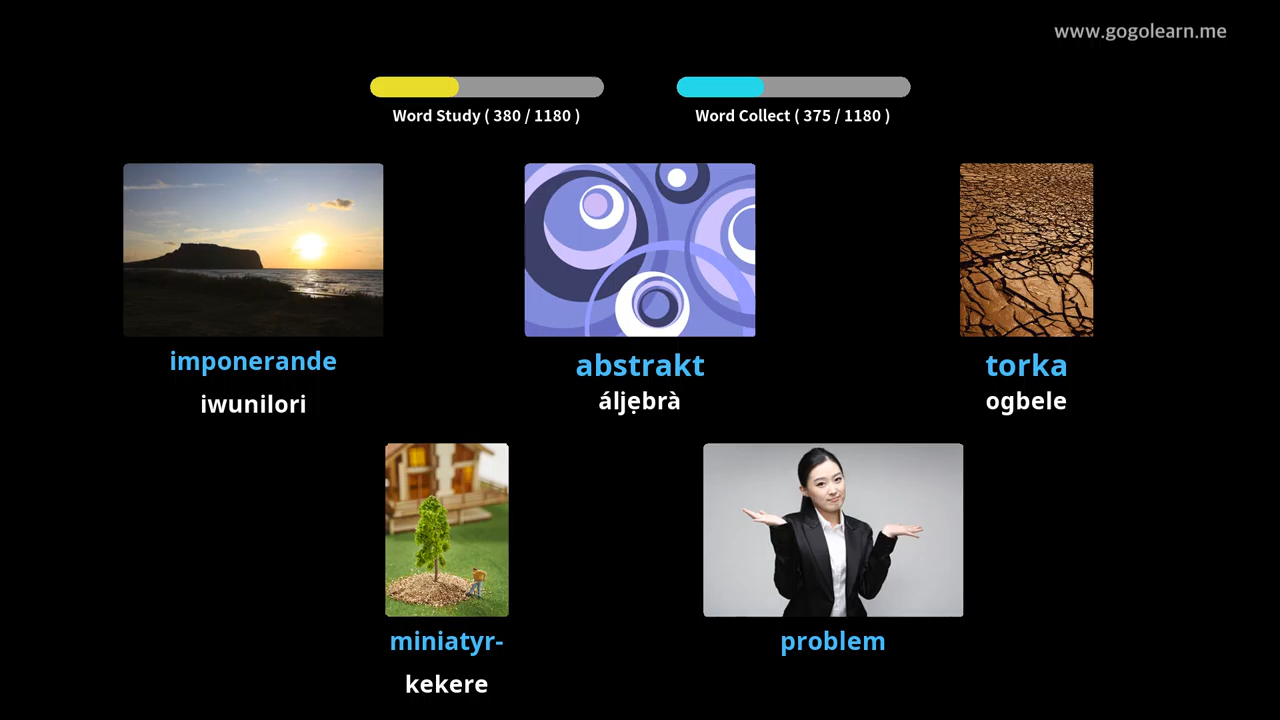 www.gogolearn.me
Word Study ( 380 / 1180 )
Word Collect ( 375 / 1180 )
imponerande
iwunilori
abstrakt
áljẹbrà
torka
ogbele
miniatyr-
kekere
problem